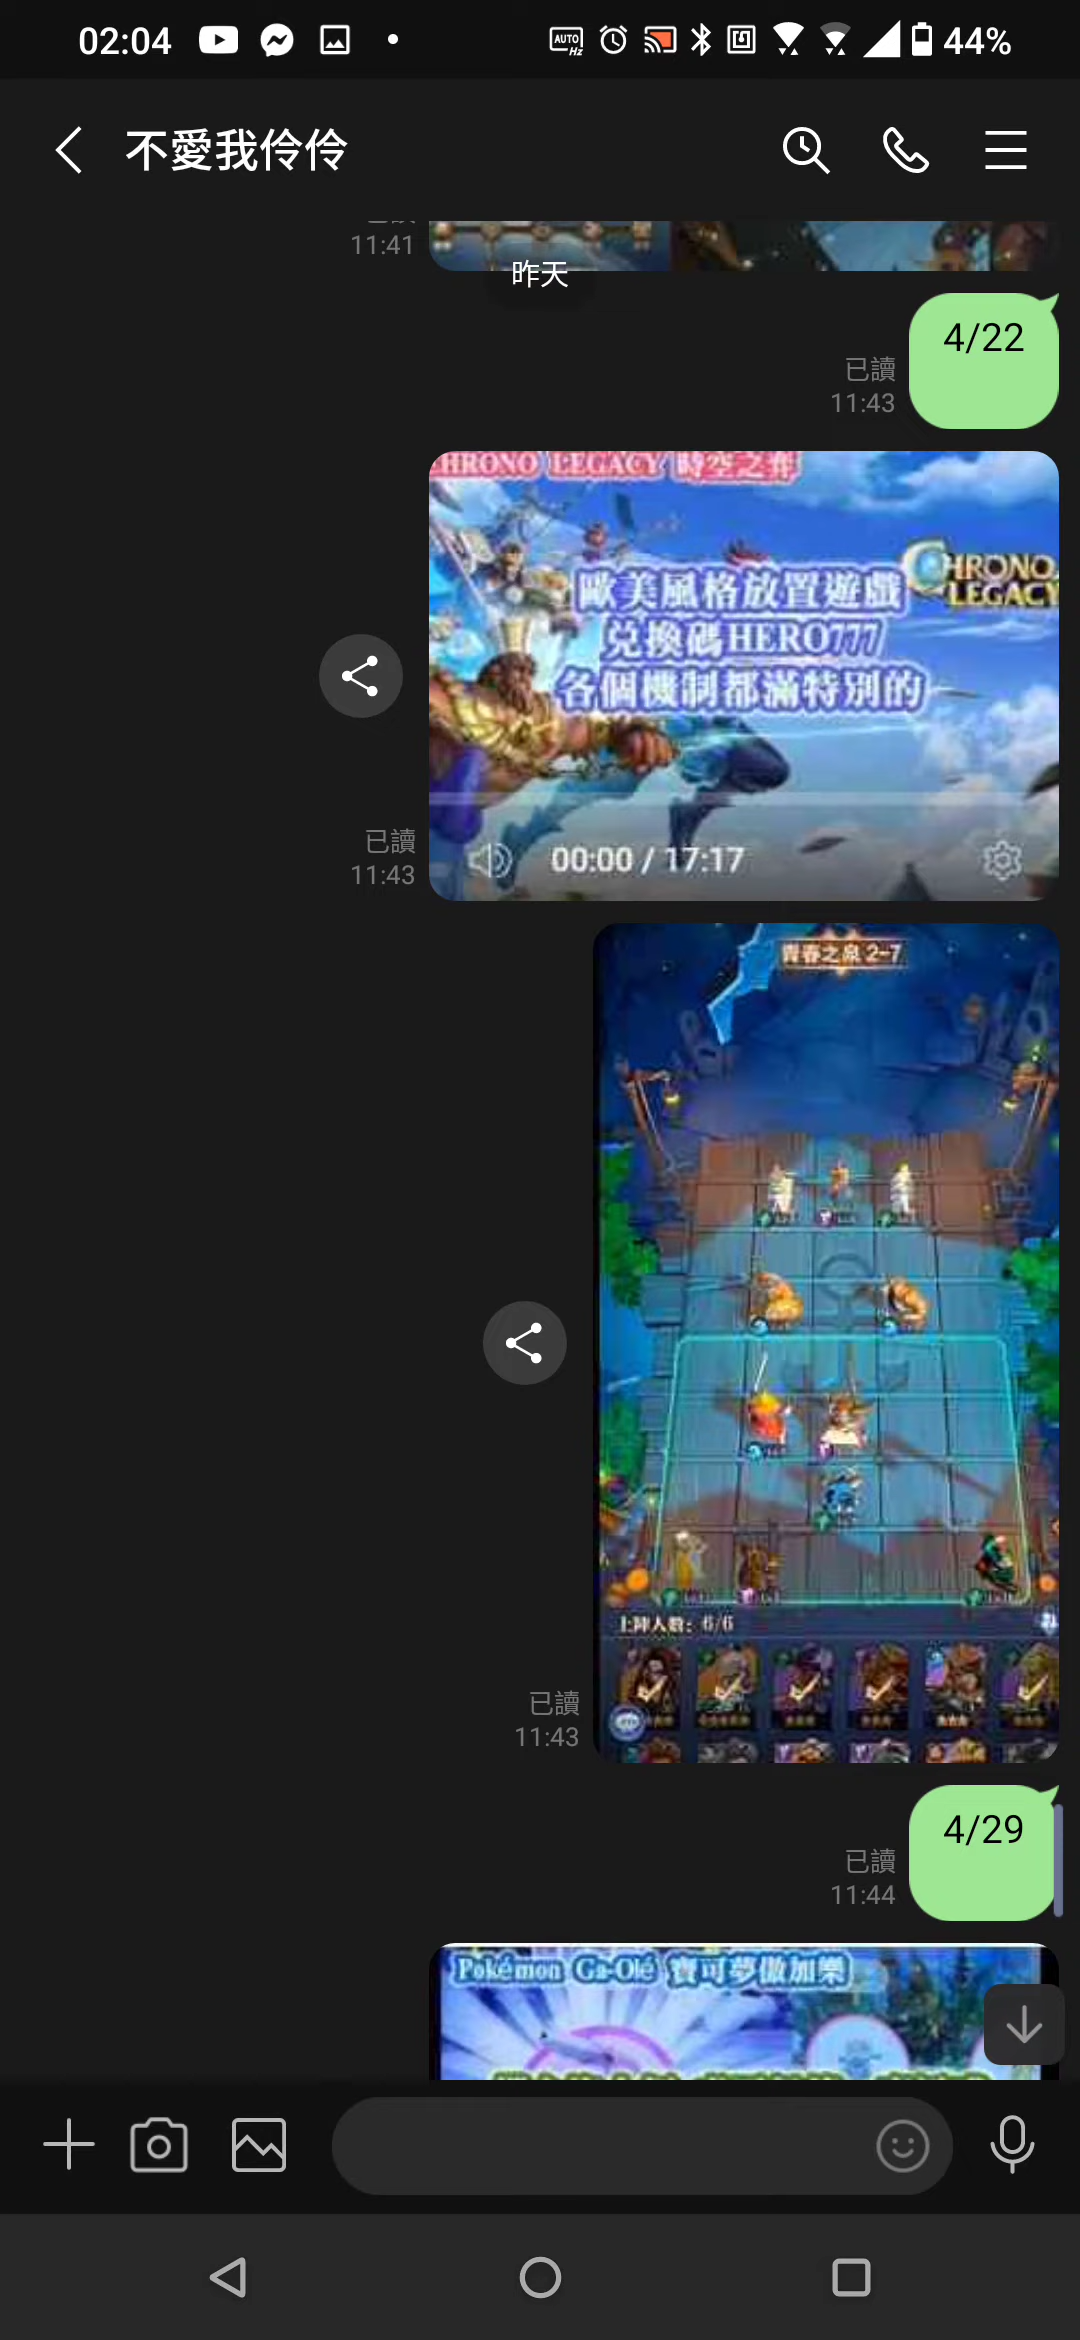 02:04
AUTO
Hz
44%
不愛我伶伶
11:41
昨天
4/22
已讀
11:43
CHRONO LEGACY 時空之
CHRONO
LEGACY
歐美風格放置遊戲
兌換碼HERO777
各個機制都滿特別的
00:00 / 17:17
已讀
11:43
青春之泉 2-7
上陣人數: 6/6
已讀
11:43
4/29
已讀
11:44
Pokémon Ga-Olé 寶可夢傲加樂